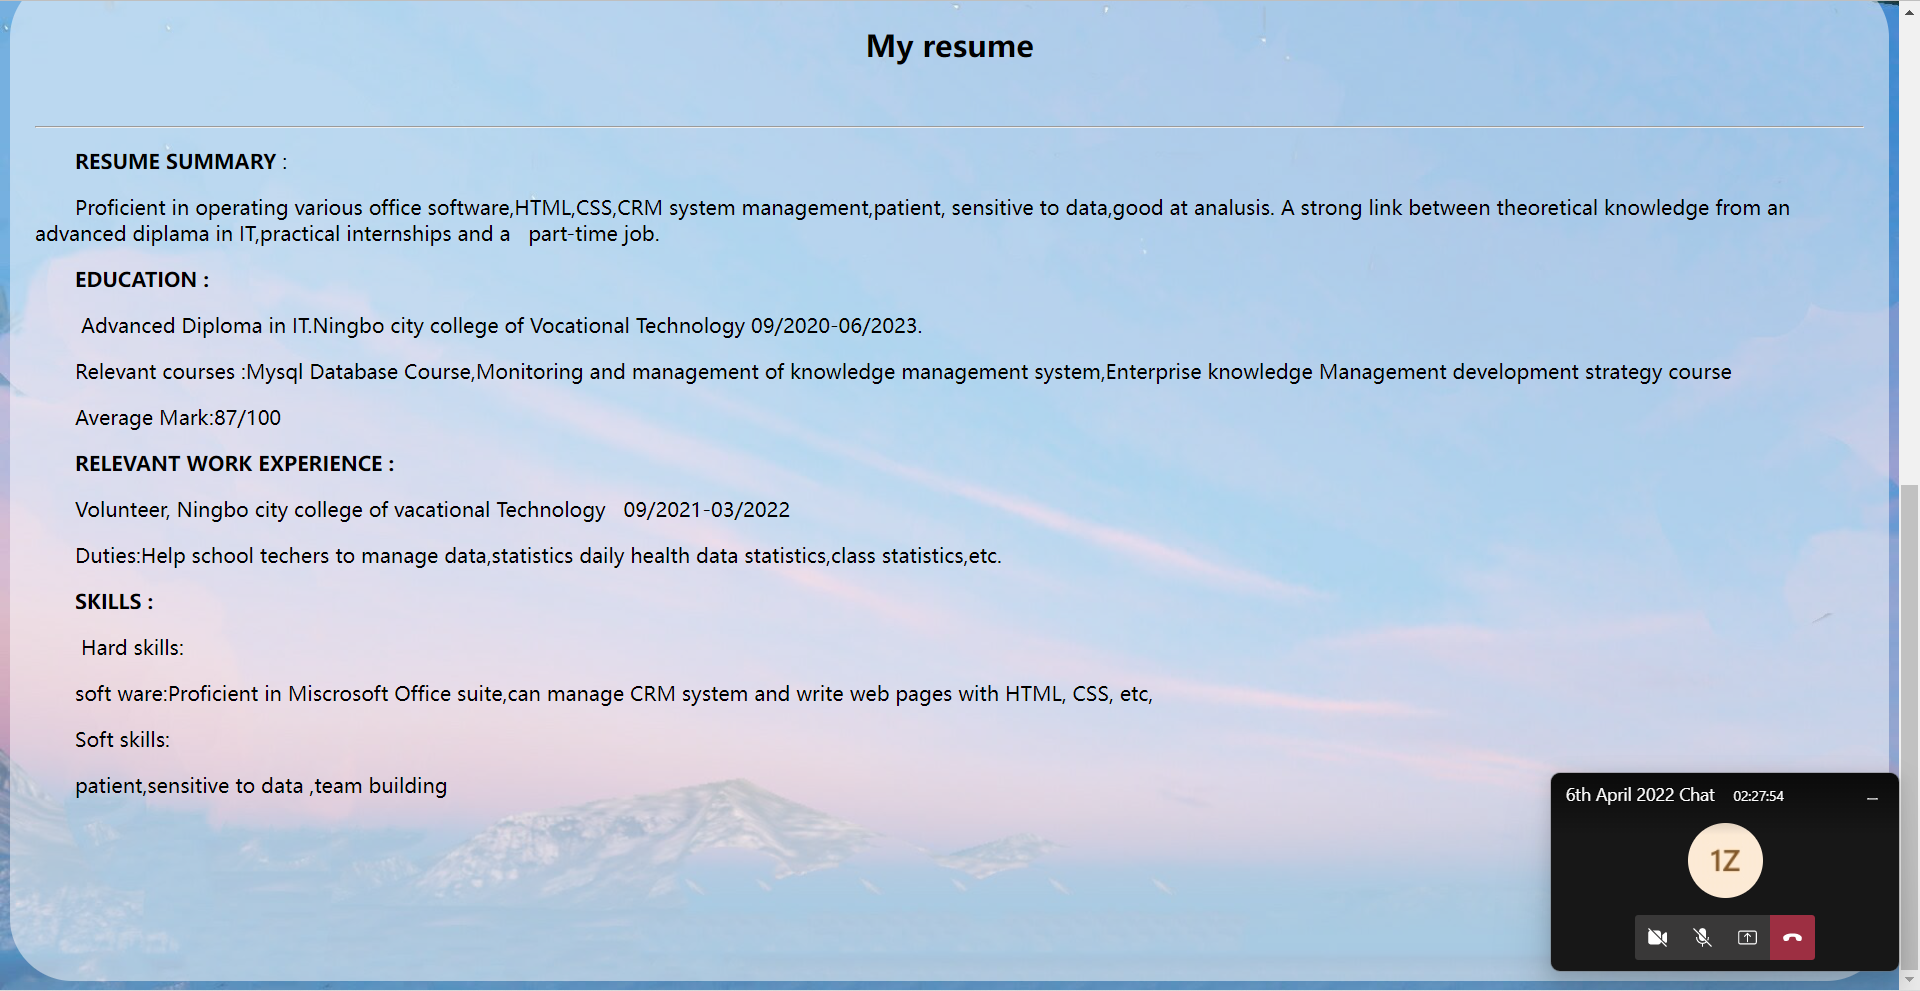 My resume
RESUME SUMMARY :
Proficient in operating various office software,HTML,CSS,CRM system management,patient, sensitive to data,good at analusis. A strong link between theoretical knowledge from an
advanced diplama in IT,practical internships and a   part-time job.
EDUCATION :
Advanced Diploma in IT.Ningbo city college of Vocational Technology 09/2020-06/2023.
Relevant courses :Mysql Database Course,Monitoring and management of knowledge management system,Enterprise knowledge Management development strategy course
Average Mark:87/100
RELEVANT WORK EXPERIENCE :
Volunteer, Ningbo city college of vacational Technology   09/2021-03/2022
Duties:Help school techers to manage data,statistics daily health data statistics,class statistics,etc.
SKILLS :
Hard skills:
soft ware:Proficient in Miscrosoft Office suite,can manage CRM system and write web pages with HTML, CSS, etc,
Soft skills:
patient,sensitive to data ,team building
6th April 2022 Chat 02:27:54
1Z